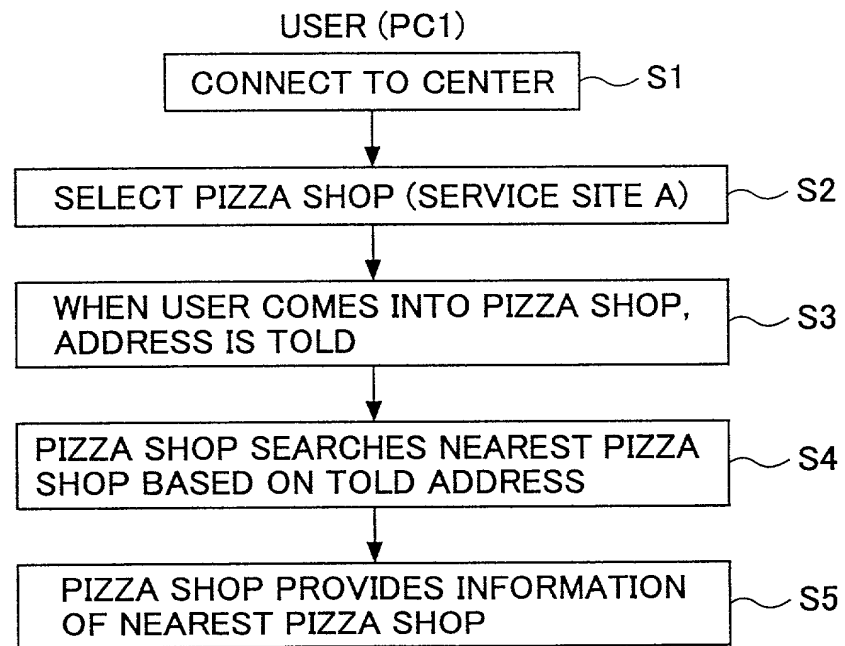 USER (PC1)
CONNECT TO CENTER
S1
SELECT PIZZA SHOP (SERVICE SITE A)
S2
WHEN USER COMES INTO PIZZA SHOP,
ADDRESS IS TOLD
S3
PIZZA SHOP SEARCHES NEAREST PIZZA
SHOP BASED ON TOLD ADDRESS
S4
PIZZA SHOP PROVIDES INFORMATION
OF NEAREST PIZZA SHOP
S5